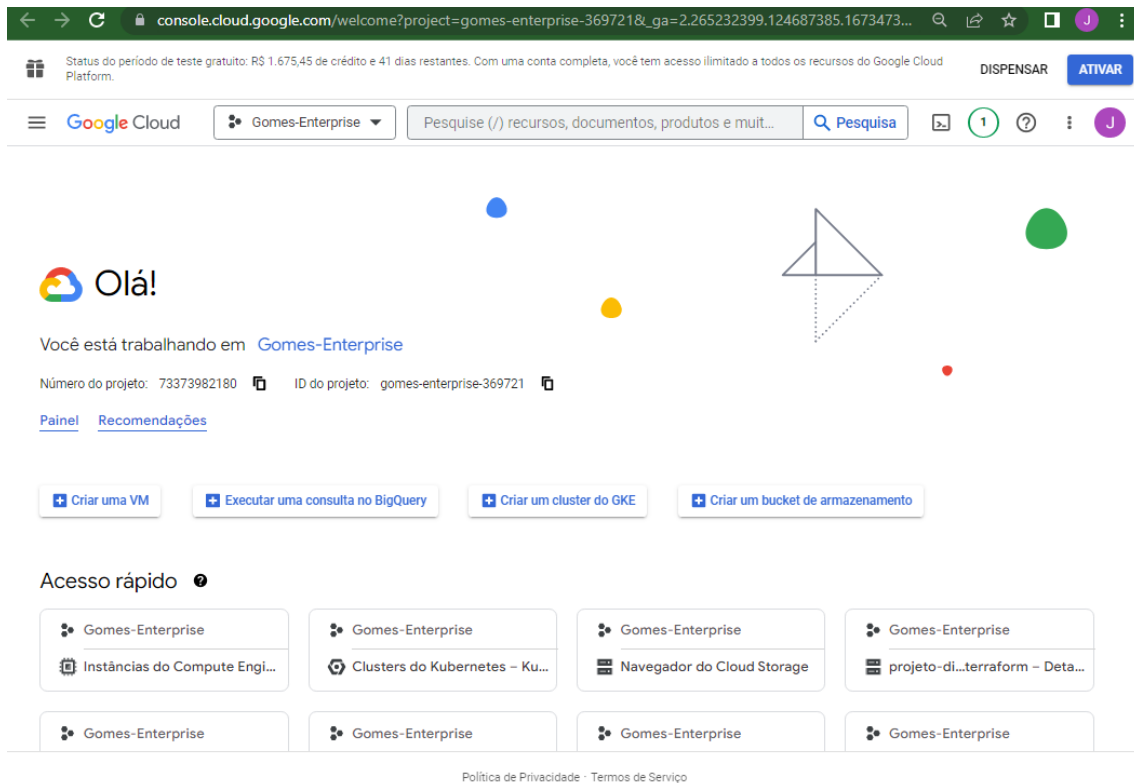 console.cloud.google.com/welcome?project=gomes-enterprise-369721&_ga=2.265232399.124687385.1673473...
J
Status do período de teste gratuito: R$ 1.675,45 de crédito e 41 dias restantes. Com uma conta completa, você tem acesso ilimitado a todos os recursos do Google Cloud
Platform.
DISPENSAR
ATIVAR
Google Cloud
Gomes-Enterprise
Pesquise (/) recursos, documentos, produtos e muit...
Pesquisa
1
J
Olá!
Você está trabalhando em Gomes-Enterprise
Número do projeto: 73373982180 ID do projeto: gomes-enterprise-369721
Painel Recomendações
Criar uma VM
Executar uma consulta no BigQuery
Criar um cluster do GKE
Criar um bucket de armazenamento
Acesso rápido
Gomes-Enterprise
Instâncias do Compute Engi...
Gomes-Enterprise
Clusters do Kubernetes – Ku...
Gomes-Enterprise
Navegador do Cloud Storage
Gomes-Enterprise
projeto-di...terraform – Deta...
Gomes-Enterprise
Gomes-Enterprise
Gomes-Enterprise
Gomes-Enterprise
Política de Privacidade · Termos de Serviço